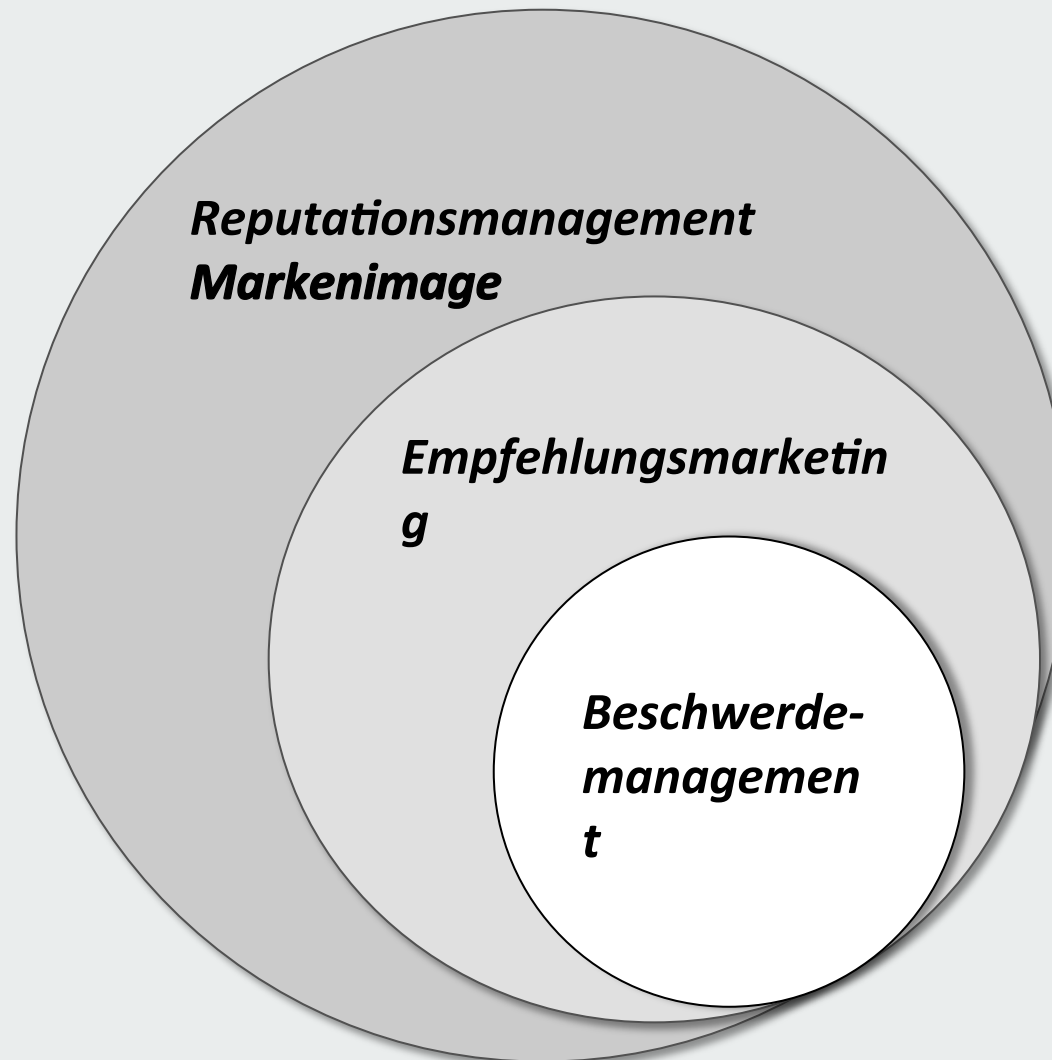 Reputationsmanagement
Markenimage
Empfehlungsmarketin
g
Beschwerde-
managemen
t